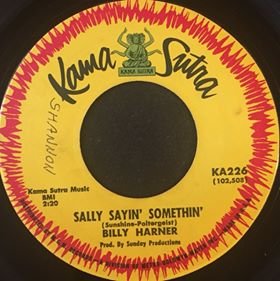 Kama Sutra
KAMA SUTRA
SHANNON
KA226
(102,508)
Kama Sutra Music
BMI
2:20
SALLY SAYIN' SOMETHIN'
(Sunshine-Poltergeist)
BILLY HARNER
Prod. By Sunday Productions